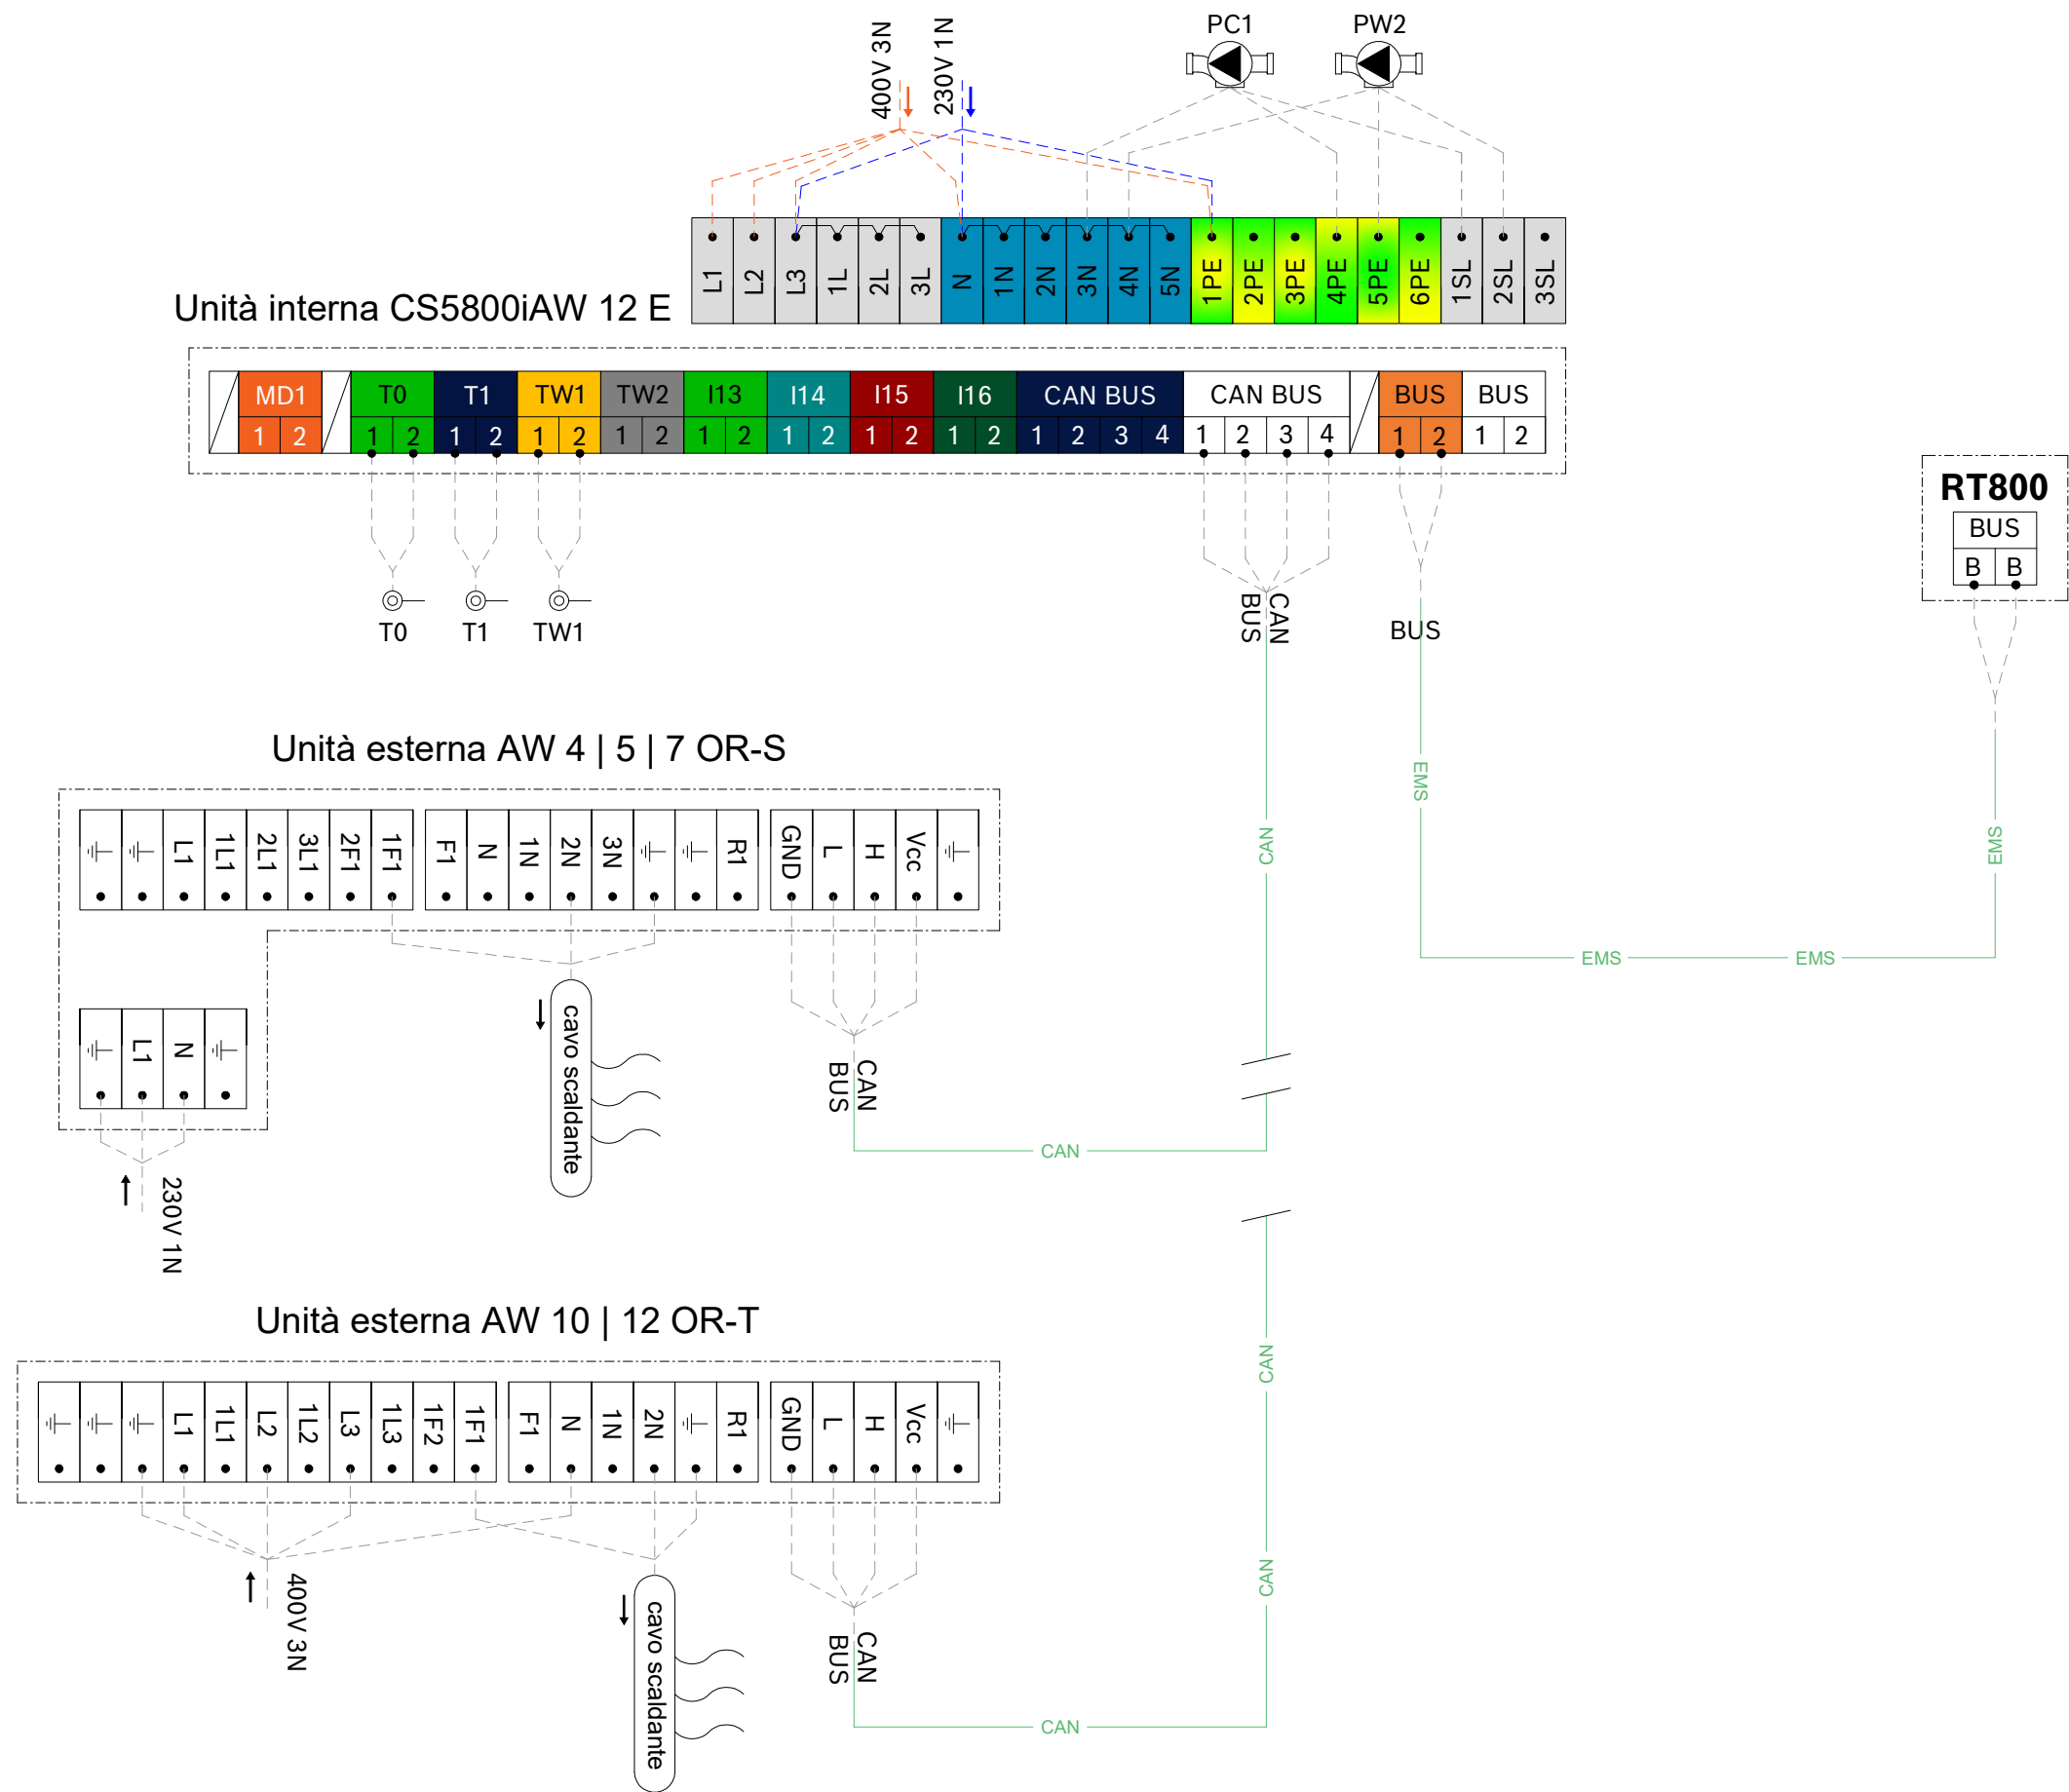 PC1 PW2
400V 3N
230V 1N
L1 L2 L3 1L 2L 3L N 1N 2N 3N 4N 5N 1PE 2PE 3PE 4PE 5PE 6PE 1SL 2SL 3SL
Unità interna CS5800iAW 12 E
MD1 T0 T1 TW1 TW2 I13 I14 I15 I16 CAN BUS CAN BUS BUS BUS
1 2 1 2 1 2 1 2 1 2 1 2 1 2 1 2 1 2 1 2 3 4 1 2 3 4 1 2 1 2
RT800
BUS
B B
T0 T1 TW1
CAN
BUS
BUS
Unità esterna AW 4 | 5 | 7 OR-S
EMS
CAN
EMS
L1 1L1 2L1 3L1 2F1 1F1 F1 N 1N 2N 3N R1 GND L H Vcc
EMS EMS
L1 N
cavo scaldante
CAN
BUS
CAN
230V 1N
Unità esterna AW 10 | 12 OR-T
CAN
L1 1L1 L2 1L2 L3 1L3 1F2 1F1 F1 N 1N 2N R1 GND L H Vcc
CAN
400V 3N
cavo scaldante
CAN
BUS
CAN